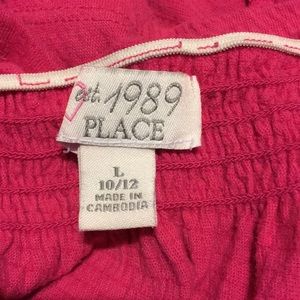 est. 1989
PLACE
L
10/12
MADE IN
CAMBODIA